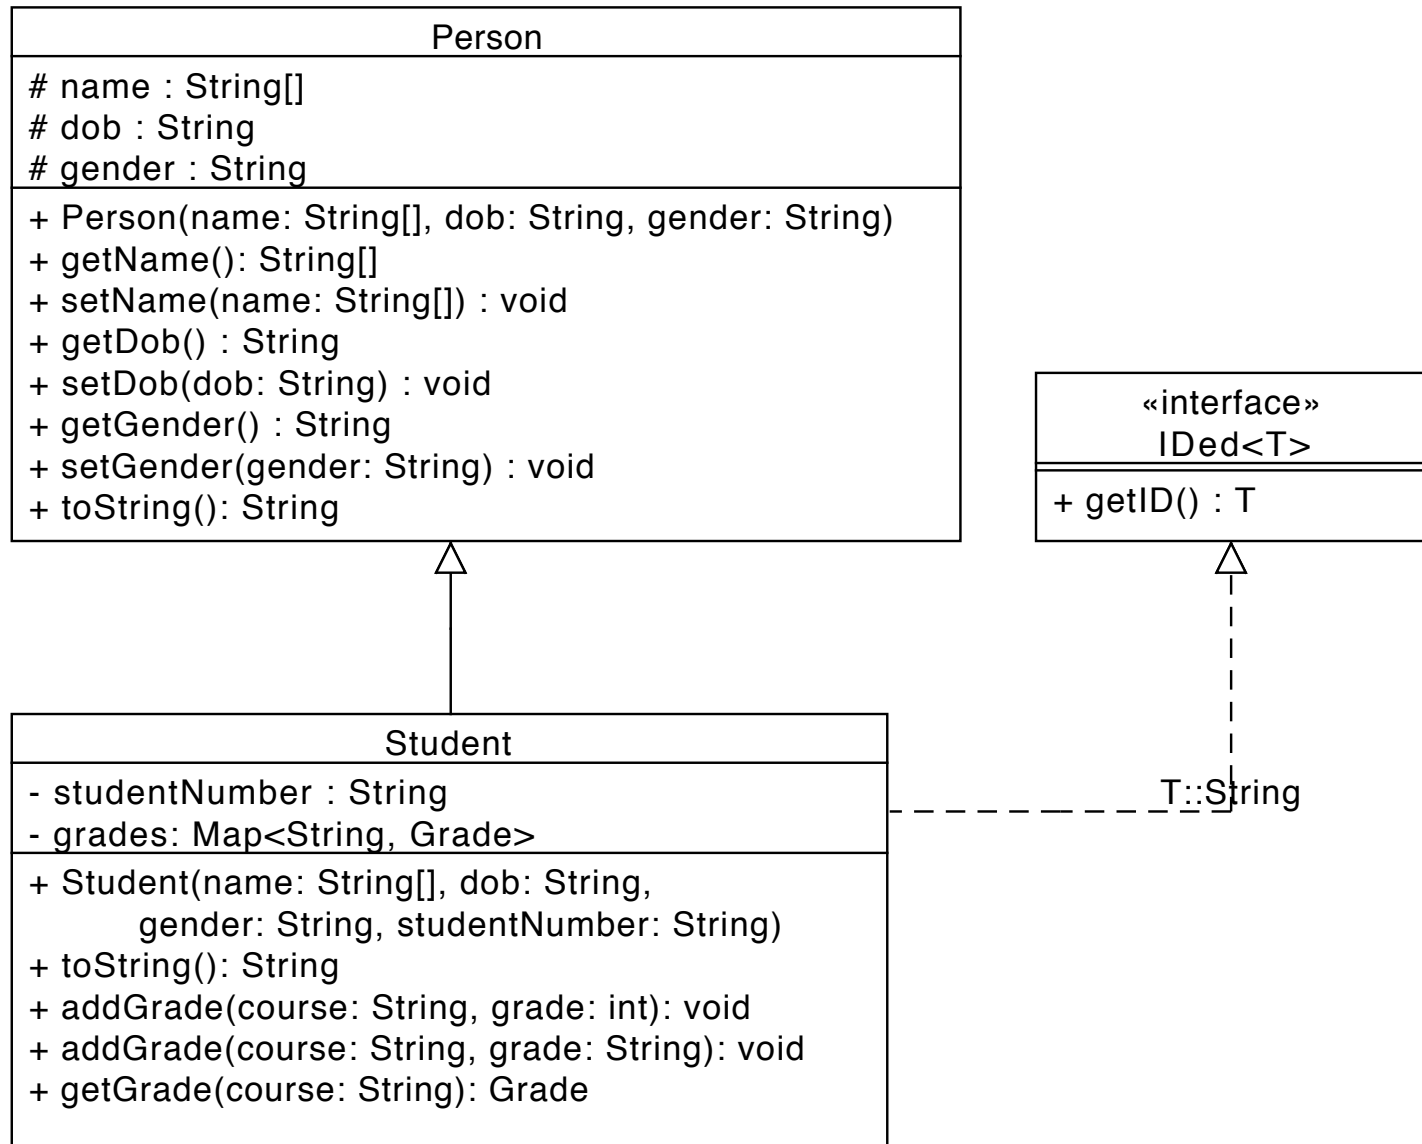 Person
# name : String[]
# dob : String
# gender : String
+ Person(name: String[], dob: String, gender: String)
+ getName(): String[]
+ setName(name: String[]) : void
+ getDob() : String
+ setDob(dob: String) : void
+ getGender() : String
+ setGender(gender: String) : void
+ toString(): String
«interface»
IDed<T>
+ getID() : T
Student
- studentNumber : String
- grades: Map<String, Grade>
+ Student(name: String[], dob: String,
gender: String, studentNumber: String)
+ toString(): String
+ addGrade(course: String, grade: int): void
+ addGrade(course: String, grade: String): void
+ getGrade(course: String): Grade
T::String